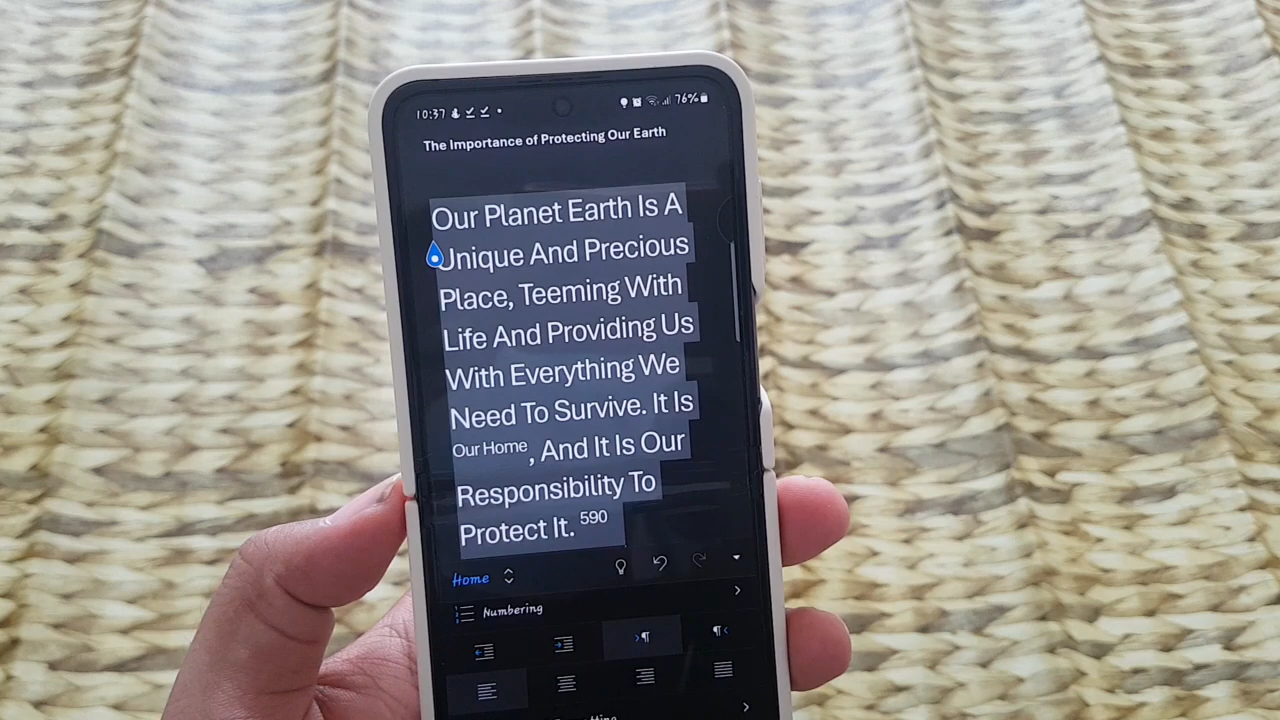 10:37 76%
The Importance of Protecting Our Earth
Our Planet Earth Is A
Unique And Precious
Place, Teeming With
Life And Providing Us
With Everything We
Need To Survive. It Is
Our Home, And It Is Our
Responsibility To
Protect It. 590
Home
Numbering